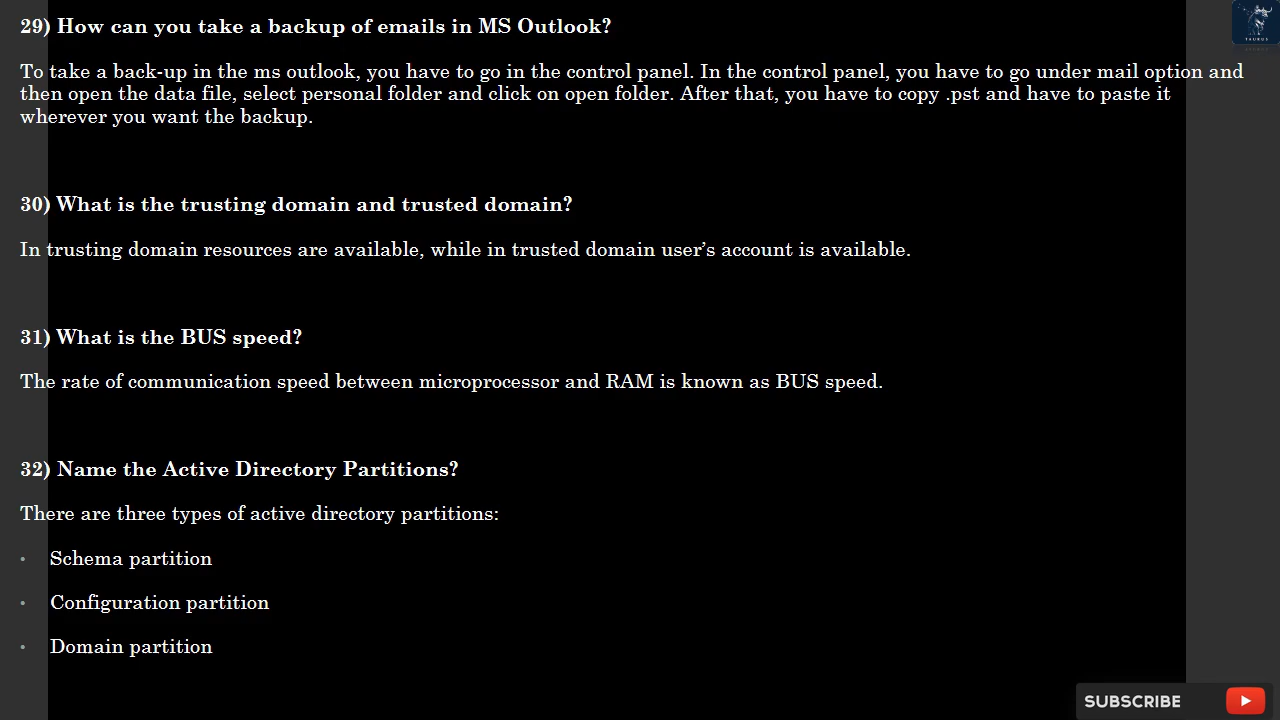 29) How can you take a backup of emails in MS Outlook?
To take a back-up in the ms outlook, you have to go in the control panel. In the control panel, you have to go under mail option and
then open the data file, select personal folder and click on open folder. After that, you have to copy .pst and have to paste it
wherever you want the backup.
30) What is the trusting domain and trusted domain?
In trusting domain resources are available, while in trusted domain user’s account is available.
31) What is the BUS speed?
The rate of communication speed between microprocessor and RAM is known as BUS speed.
32) Name the Active Directory Partitions?
There are three types of active directory partitions:
• Schema partition
• Configuration partition
• Domain partition
SUBSCRIBE